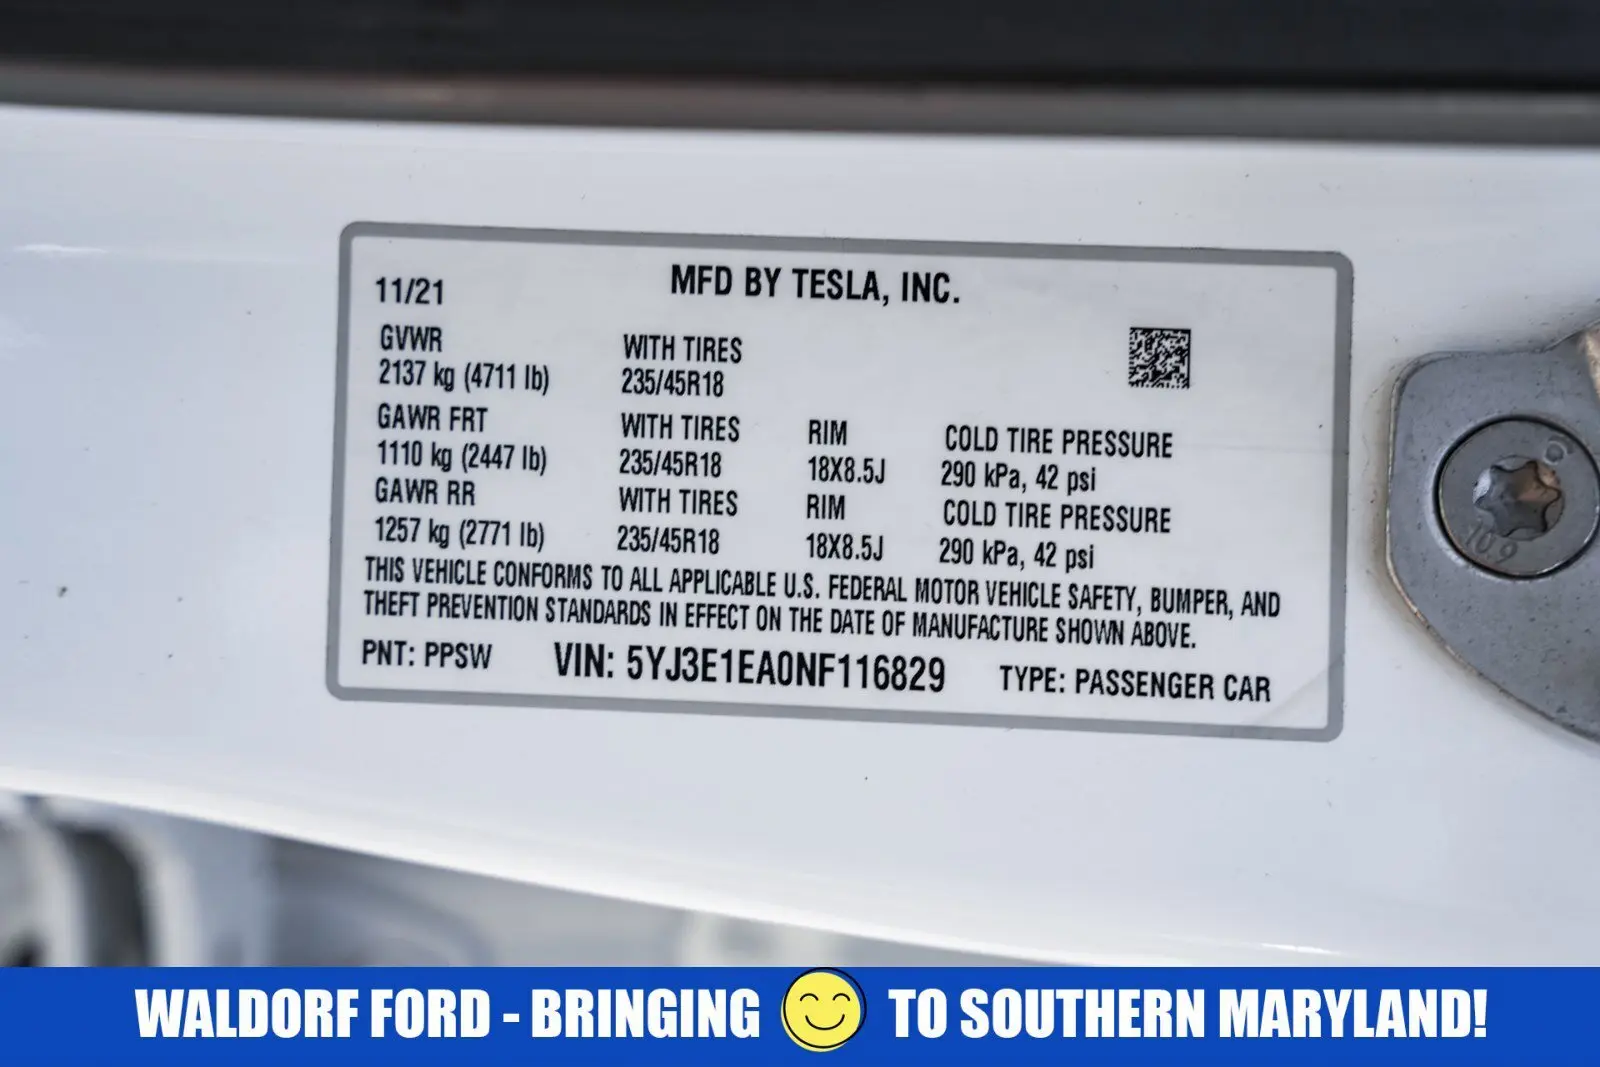 MFD BY TESLA, INC.
11/21
GVWR WITH TIRES
2137 kg (4711 lb) 235/45R18
GAWR FRT WITH TIRES RIM COLD TIRE PRESSURE
1110 kg (2447 lb) 235/45R18 18X8.5J 290 kPa, 42 psi
GAWR RR WITH TIRES RIM COLD TIRE PRESSURE
1257 kg (2771 lb) 235/45R18 18X8.5J 290 kPa, 42 psi
THIS VEHICLE CONFORMS TO ALL APPLICABLE U.S. FEDERAL MOTOR VEHICLE SAFETY, BUMPER, AND
THEFT PREVENTION STANDARDS IN EFFECT ON THE DATE OF MANUFACTURE SHOWN ABOVE.
PNT: PPSW VIN: 5YJ3E1EA0NF116829 TYPE: PASSENGER CAR
10.9
WALDORF FORD - BRINGING TO SOUTHERN MARYLAND!